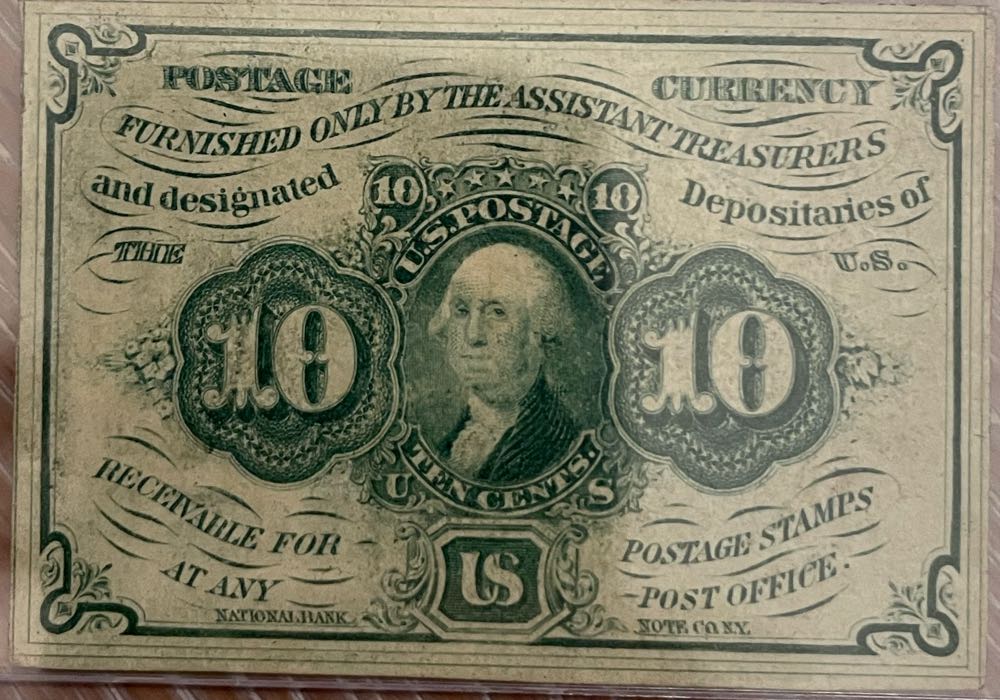 POSTAGE CURRENCY
FURNISHED ONLY BY THE ASSISTANT TREASURERS
and designated Depositaries of
THE U.S.
10 10
U.S. POSTAGE
10 10
TEN CENTS.
U S
RECEIVABLE FOR POSTAGE STAMPS
AT ANY POST OFFICE.
US
NATIONAL BANK NOTE CO. N.Y.